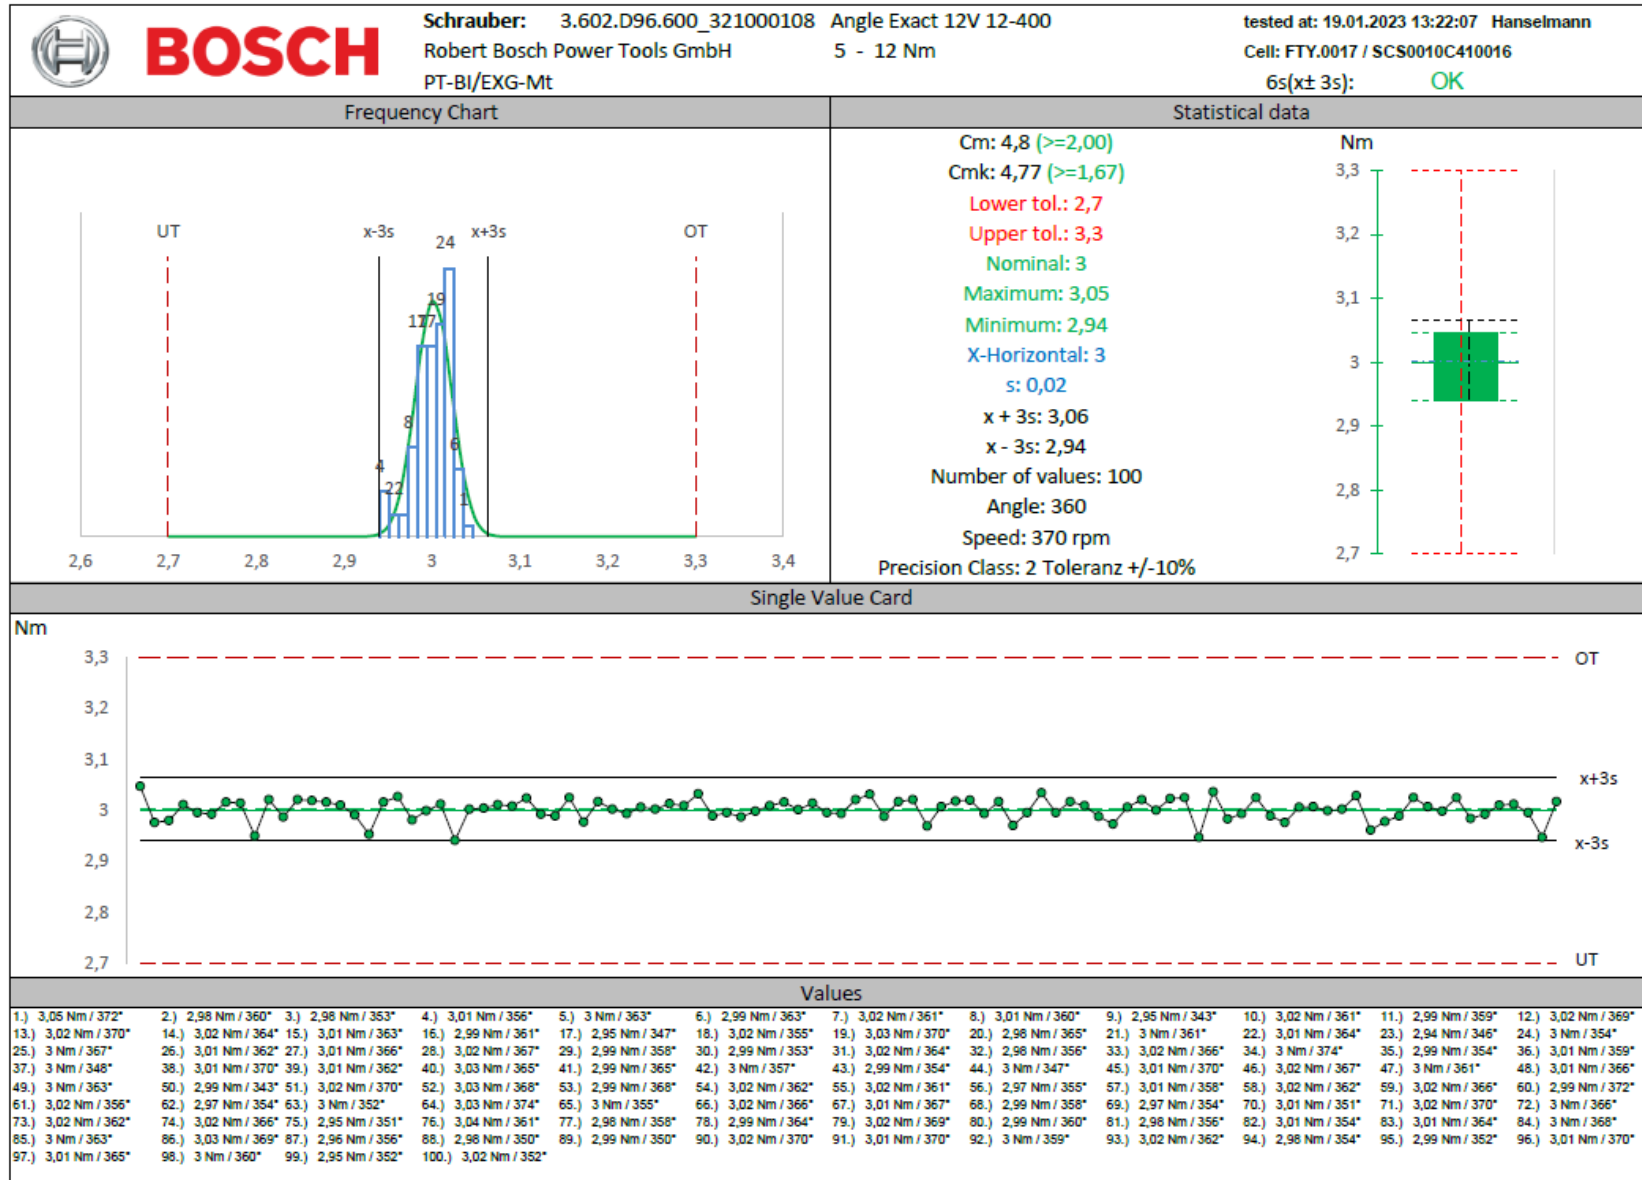 BOSCH
Schrauber: 3.602.D96.600_321000108 Angle Exact 12V 12-400
Robert Bosch Power Tools GmbH 5 - 12 Nm
PT-BI/EXG-Mt
tested at: 19.01.2023 13:22:07 Hanselmann
Cell: FTY.0017 / SCS0010C410016
6s(x± 3s): OK
Frequency Chart
UT x-3s x+3s OT
24
19
17 17
8
6
4
2 2
1
2,6 2,7 2,8 2,9 3 3,1 3,2 3,3 3,4
Statistical data
Cm: 4,8 (>=2,00)
Cmk: 4,77 (>=1,67)
Lower tol.: 2,7
Upper tol.: 3,3
Nominal: 3
Maximum: 3,05
Minimum: 2,94
X-Horizontal: 3
s: 0,02
x + 3s: 3,06
x - 3s: 2,94
Number of values: 100
Angle: 360
Speed: 370 rpm
Precision Class: 2 Toleranz +/-10%
Nm
3,3
3,2
3,1
3
2,9
2,8
2,7
Single Value Card
Nm
3,3 OT
3,2
3,1
x+3s
3
x-3s
2,9
2,8
2,7 UT
Values
1.) 3,05 Nm / 372° 2.) 2,98 Nm / 360° 3.) 2,98 Nm / 353° 4.) 3,01 Nm / 356° 5.) 3 Nm / 363° 6.) 2,99 Nm / 363° 7.) 3,02 Nm / 361° 8.) 3,01 Nm / 360° 9.) 2,95 Nm / 343° 10.) 3,02 Nm / 361° 11.) 2,99 Nm / 359° 12.) 3,02 Nm / 369°
13.) 3,02 Nm / 370° 14.) 3,02 Nm / 364° 15.) 3,01 Nm / 363° 16.) 2,99 Nm / 361° 17.) 2,95 Nm / 347° 18.) 3,02 Nm / 355° 19.) 3,03 Nm / 370° 20.) 2,98 Nm / 365° 21.) 3 Nm / 361° 22.) 3,01 Nm / 364° 23.) 2,94 Nm / 346° 24.) 3 Nm / 354°
25.) 3 Nm / 367° 26.) 3,01 Nm / 362° 27.) 3,01 Nm / 366° 28.) 3,02 Nm / 367° 29.) 2,99 Nm / 358° 30.) 2,99 Nm / 353° 31.) 3,02 Nm / 364° 32.) 2,98 Nm / 356° 33.) 3,02 Nm / 366° 34.) 3 Nm / 374° 35.) 2,99 Nm / 354° 36.) 3,01 Nm / 359°
37.) 3 Nm / 348° 38.) 3,01 Nm / 370° 39.) 3,01 Nm / 362° 40.) 3,03 Nm / 365° 41.) 2,99 Nm / 365° 42.) 3 Nm / 357° 43.) 2,99 Nm / 354° 44.) 3 Nm / 347° 45.) 3,01 Nm / 370° 46.) 3,02 Nm / 367° 47.) 3 Nm / 361° 48.) 3,01 Nm / 366°
49.) 3 Nm / 363° 50.) 2,99 Nm / 343° 51.) 3,02 Nm / 370° 52.) 3,03 Nm / 368° 53.) 2,99 Nm / 368° 54.) 3,02 Nm / 362° 55.) 3,02 Nm / 361° 56.) 2,97 Nm / 355° 57.) 3,01 Nm / 358° 58.) 3,02 Nm / 362° 59.) 3,02 Nm / 366° 60.) 2,99 Nm / 372°
61.) 3,02 Nm / 356° 62.) 2,97 Nm / 354° 63.) 3 Nm / 352° 64.) 3,03 Nm / 374° 65.) 3 Nm / 355° 66.) 3,02 Nm / 366° 67.) 3,01 Nm / 367° 68.) 2,99 Nm / 358° 69.) 2,97 Nm / 354° 70.) 3,01 Nm / 351° 71.) 3,02 Nm / 370° 72.) 3 Nm / 366°
73.) 3,02 Nm / 362° 74.) 3,02 Nm / 366° 75.) 2,95 Nm / 351° 76.) 3,04 Nm / 361° 77.) 2,98 Nm / 358° 78.) 2,99 Nm / 364° 79.) 3,02 Nm / 369° 80.) 2,99 Nm / 360° 81.) 2,98 Nm / 356° 82.) 3,01 Nm / 354° 83.) 3,01 Nm / 364° 84.) 3 Nm / 368°
85.) 3 Nm / 363° 86.) 3,03 Nm / 369° 87.) 2,96 Nm / 356° 88.) 2,98 Nm / 350° 89.) 2,99 Nm / 350° 90.) 3,02 Nm / 370° 91.) 3,01 Nm / 370° 92.) 3 Nm / 359° 93.) 3,02 Nm / 362° 94.) 2,98 Nm / 354° 95.) 2,99 Nm / 352° 96.) 3,01 Nm / 370°
97.) 3,01 Nm / 365° 98.) 3 Nm / 360° 99.) 2,95 Nm / 352° 100.) 3,02 Nm / 352°